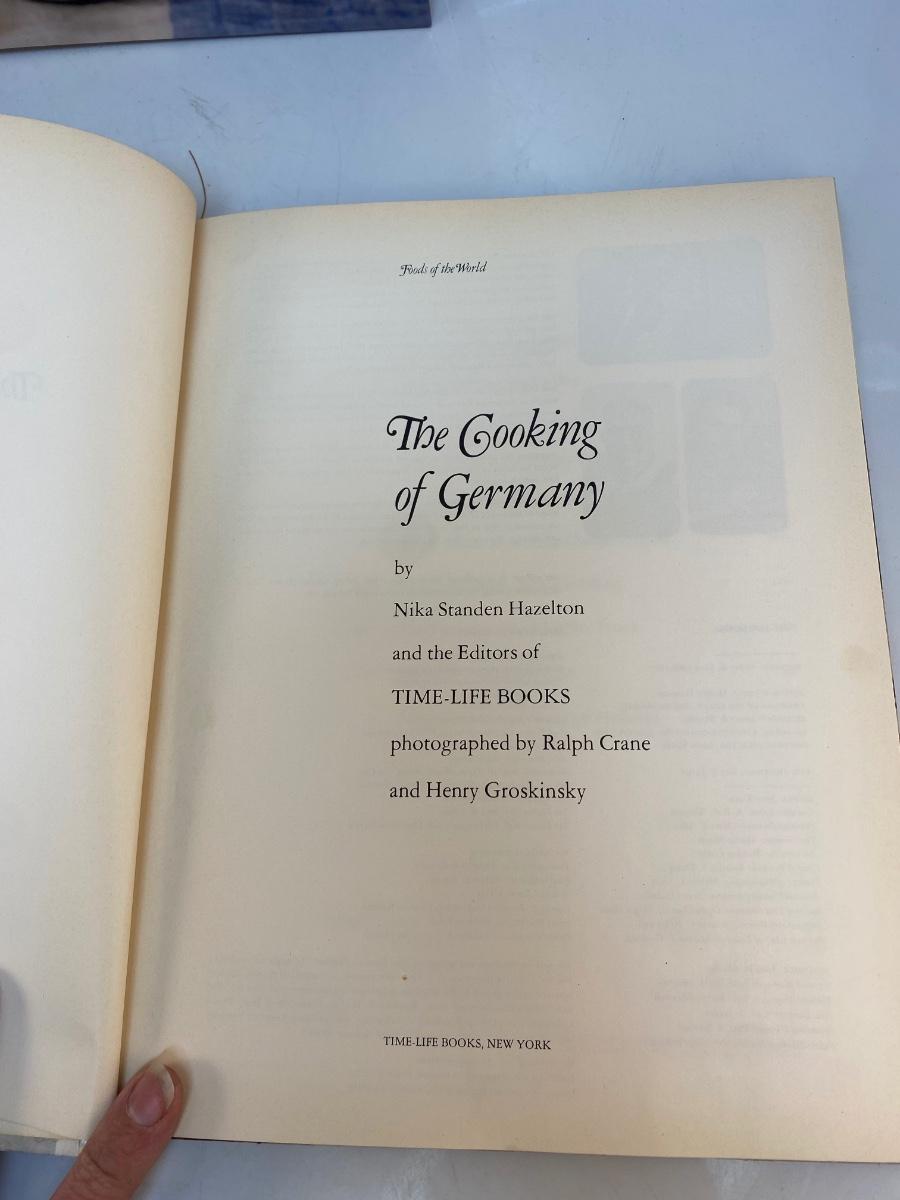 Foods of the World
The Cooking
of Germany
by
Nika Standen Hazelton
and the Editors of
TIME-LIFE BOOKS
photographed by Ralph Crane
and Henry Groskinsky
TIME-LIFE BOOKS, NEW YORK